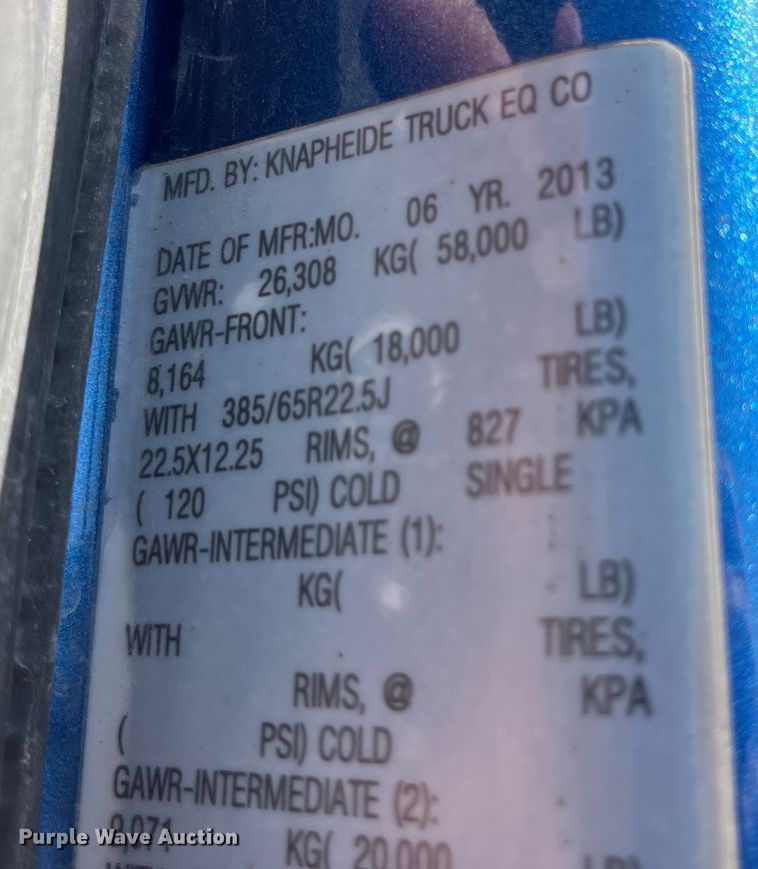 MFD. BY: KNAPHEIDE TRUCK EQ CO
DATE OF MFR:MO. 06 YR. 2013
GVWR: 26,308 KG( 58,000 LB)
GAWR-FRONT:
8,164 KG( 18,000 LB)
WITH 385/65R22.5J TIRES,
22.5X12.25 RIMS, @ 827 KPA
( 120 PSI) COLD SINGLE
GAWR-INTERMEDIATE (1):
KG( LB)
WITH TIRES,
RIMS, @ KPA
( PSI) COLD
GAWR-INTERMEDIATE (2):
9,071 KG( 20,000 LB)
Purple Wave Auction